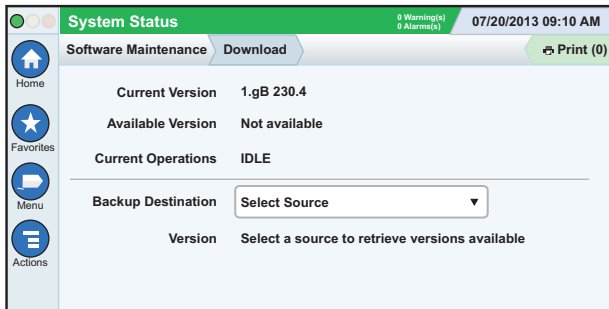 System Status
0 Warning(s)
0 Alarms(s)
07/20/2013 09:10 AM
Software Maintenance
Download
Print (0)
Home
Favorites
Menu
Actions
Current Version 1.gB 230.4
Available Version Not available
Current Operations IDLE
Backup Destination Select Source
Version Select a source to retrieve versions available